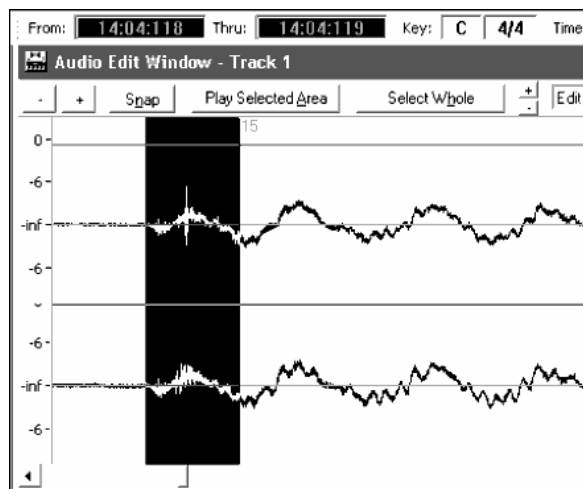 From: 14:04:118 Thru: 14:04:119 Key: C 4/4 Time
Audio Edit Window - Track 1
- + Snap Play Selected Area Select Whole + - Edit
15
0
-6
-inf
-6
-6
-inf
-6